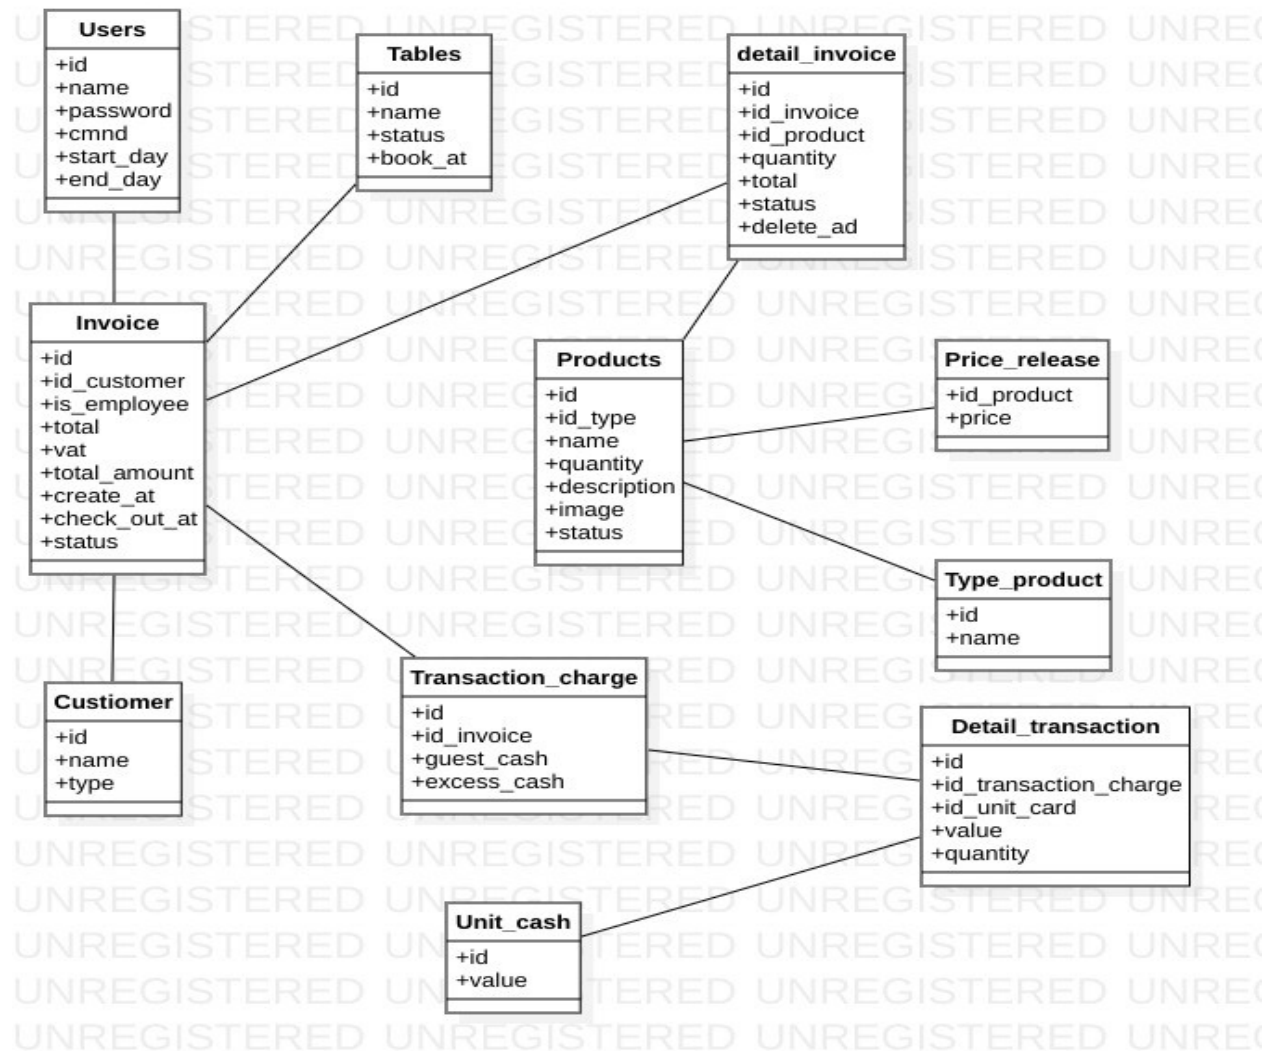 Users
+id
+name
+password
+cmnd
+start_day
+end_day
Tables
+id
+name
+status
+book_at
detail_invoice
+id
+id_invoice
+id_product
+quantity
+total
+status
+delete_ad
Invoice
+id
+id_customer
+is_employee
+total
+vat
+total_amount
+create_at
+check_out_at
+status
Products
+id
+id_type
+name
+quantity
+description
+image
+status
Price_release
+id_product
+price
Type_product
+id
+name
Custiomer
+id
+name
+type
Transaction_charge
+id
+id_invoice
+guest_cash
+excess_cash
Detail_transaction
+id
+id_transaction_charge
+id_unit_card
+value
+quantity
Unit_cash
+id
+value
UNREGISTERED